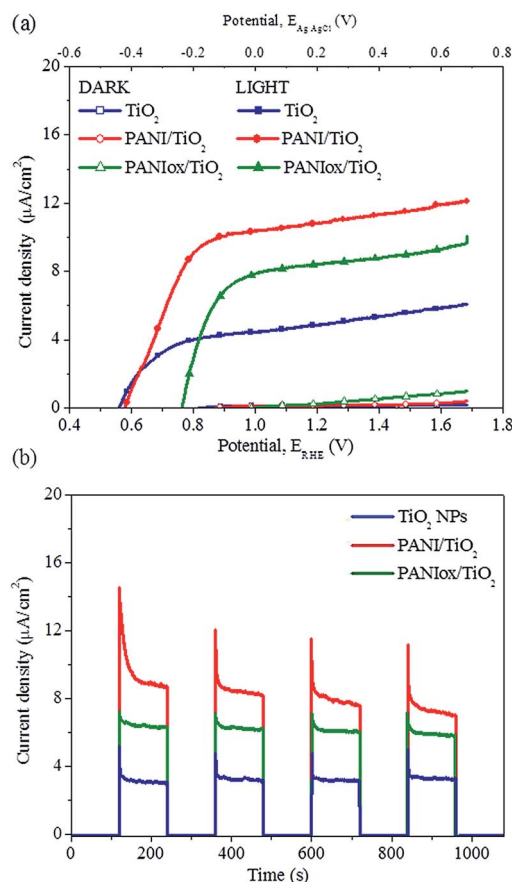 (a)
Potential, E Ag AgCl (V)
-0.6 -0.4 -0.2 -0.0 0.2 0.4 0.6 0.8
20
16
12
8
4
0
Current density (μA/cm²)
DARK LIGHT
TiO₂ TiO₂
PANI/TiO₂ PANI/TiO₂
PANIox/TiO₂ PANIox/TiO₂
0.4 0.6 0.8 1.0 1.2 1.4 1.6 1.8
Potential, E RHE (V)
(b)
20
16
12
8
4
0
Current density (μA/cm²)
TiO₂ NPs
PANI/TiO₂
PANIox/TiO₂
0 200 400 600 800 1000
Time (s)